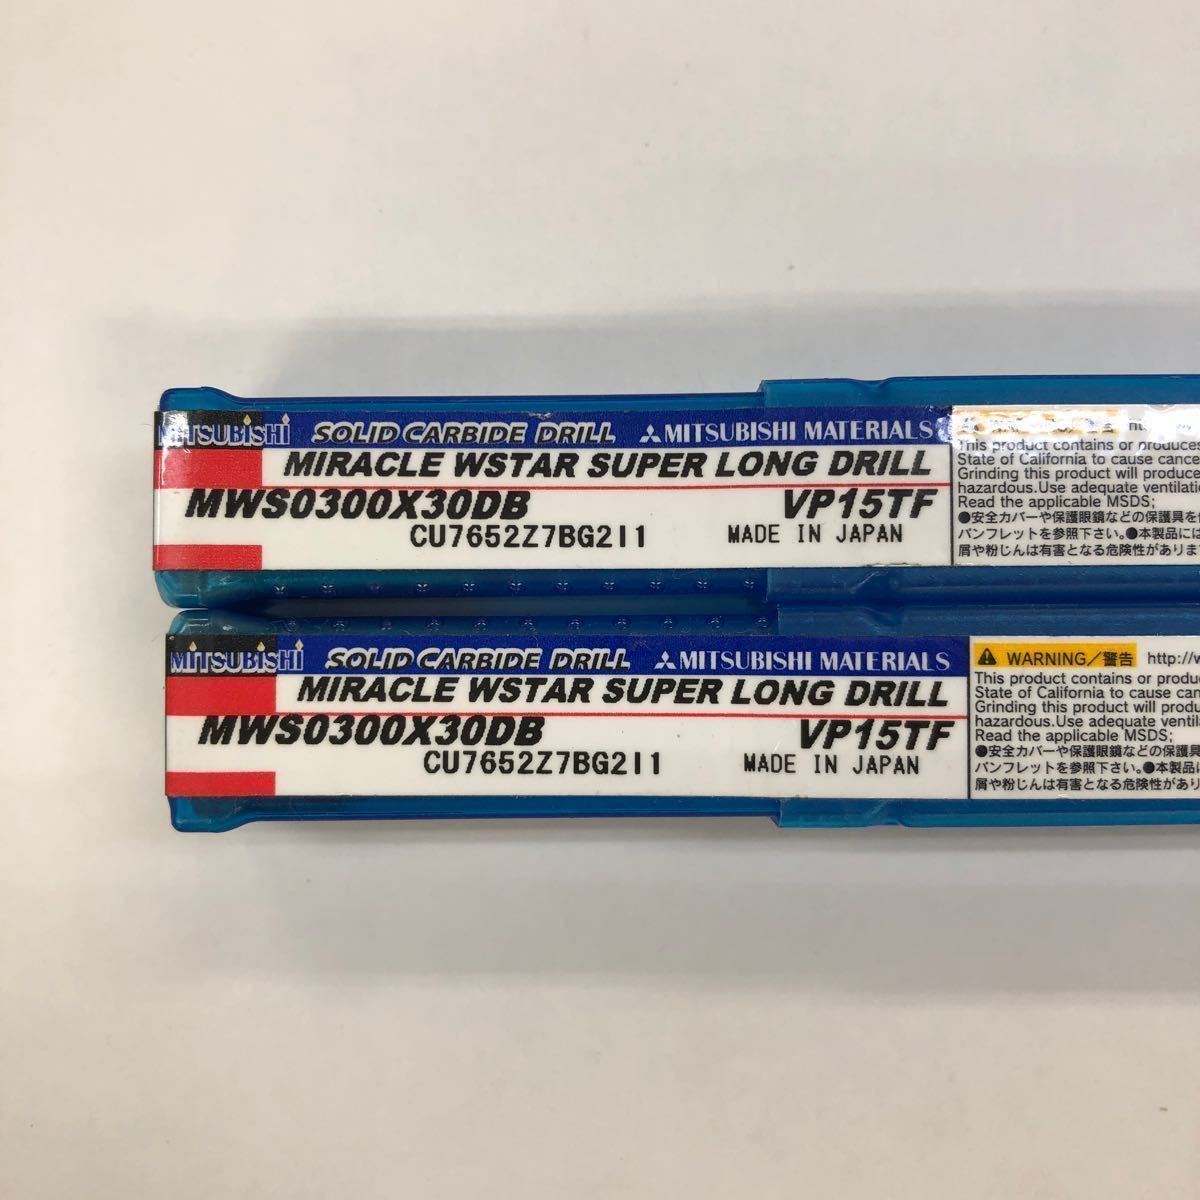 MITSUBISHI SOLID CARBIDE DRILL MITSUBISHI MATERIALS
MIRACLE WSTAR SUPER LONG DRILL
MWS0300X30DB VP15TF
CU7652Z7BG2I1 MADE IN JAPAN
This product contains or produces
State of California to cause cance
Grinding this product will produce
hazardous.Use adequate ventilatio
Read the applicable MSDS;
●安全カバーや保護眼鏡などの保護具を使
パンフレットを参照下さい。●本製品には
屑や粉じんは有害となる危険性がありま
MITSUBISHI SOLID CARBIDE DRILL MITSUBISHI MATERIALS
MIRACLE WSTAR SUPER LONG DRILL
MWS0300X30DB VP15TF
CU7652Z7BG2I1 MADE IN JAPAN
WARNING／警告 http://w
This product contains or produc
State of California to cause can
Grinding this product will produ
hazardous.Use adequate ventila
Read the applicable MSDS;
●安全カバーや保護眼鏡などの保護具
パンフレットを参照下さい。●本製品に
屑や粉じんは有害となる危険性があり